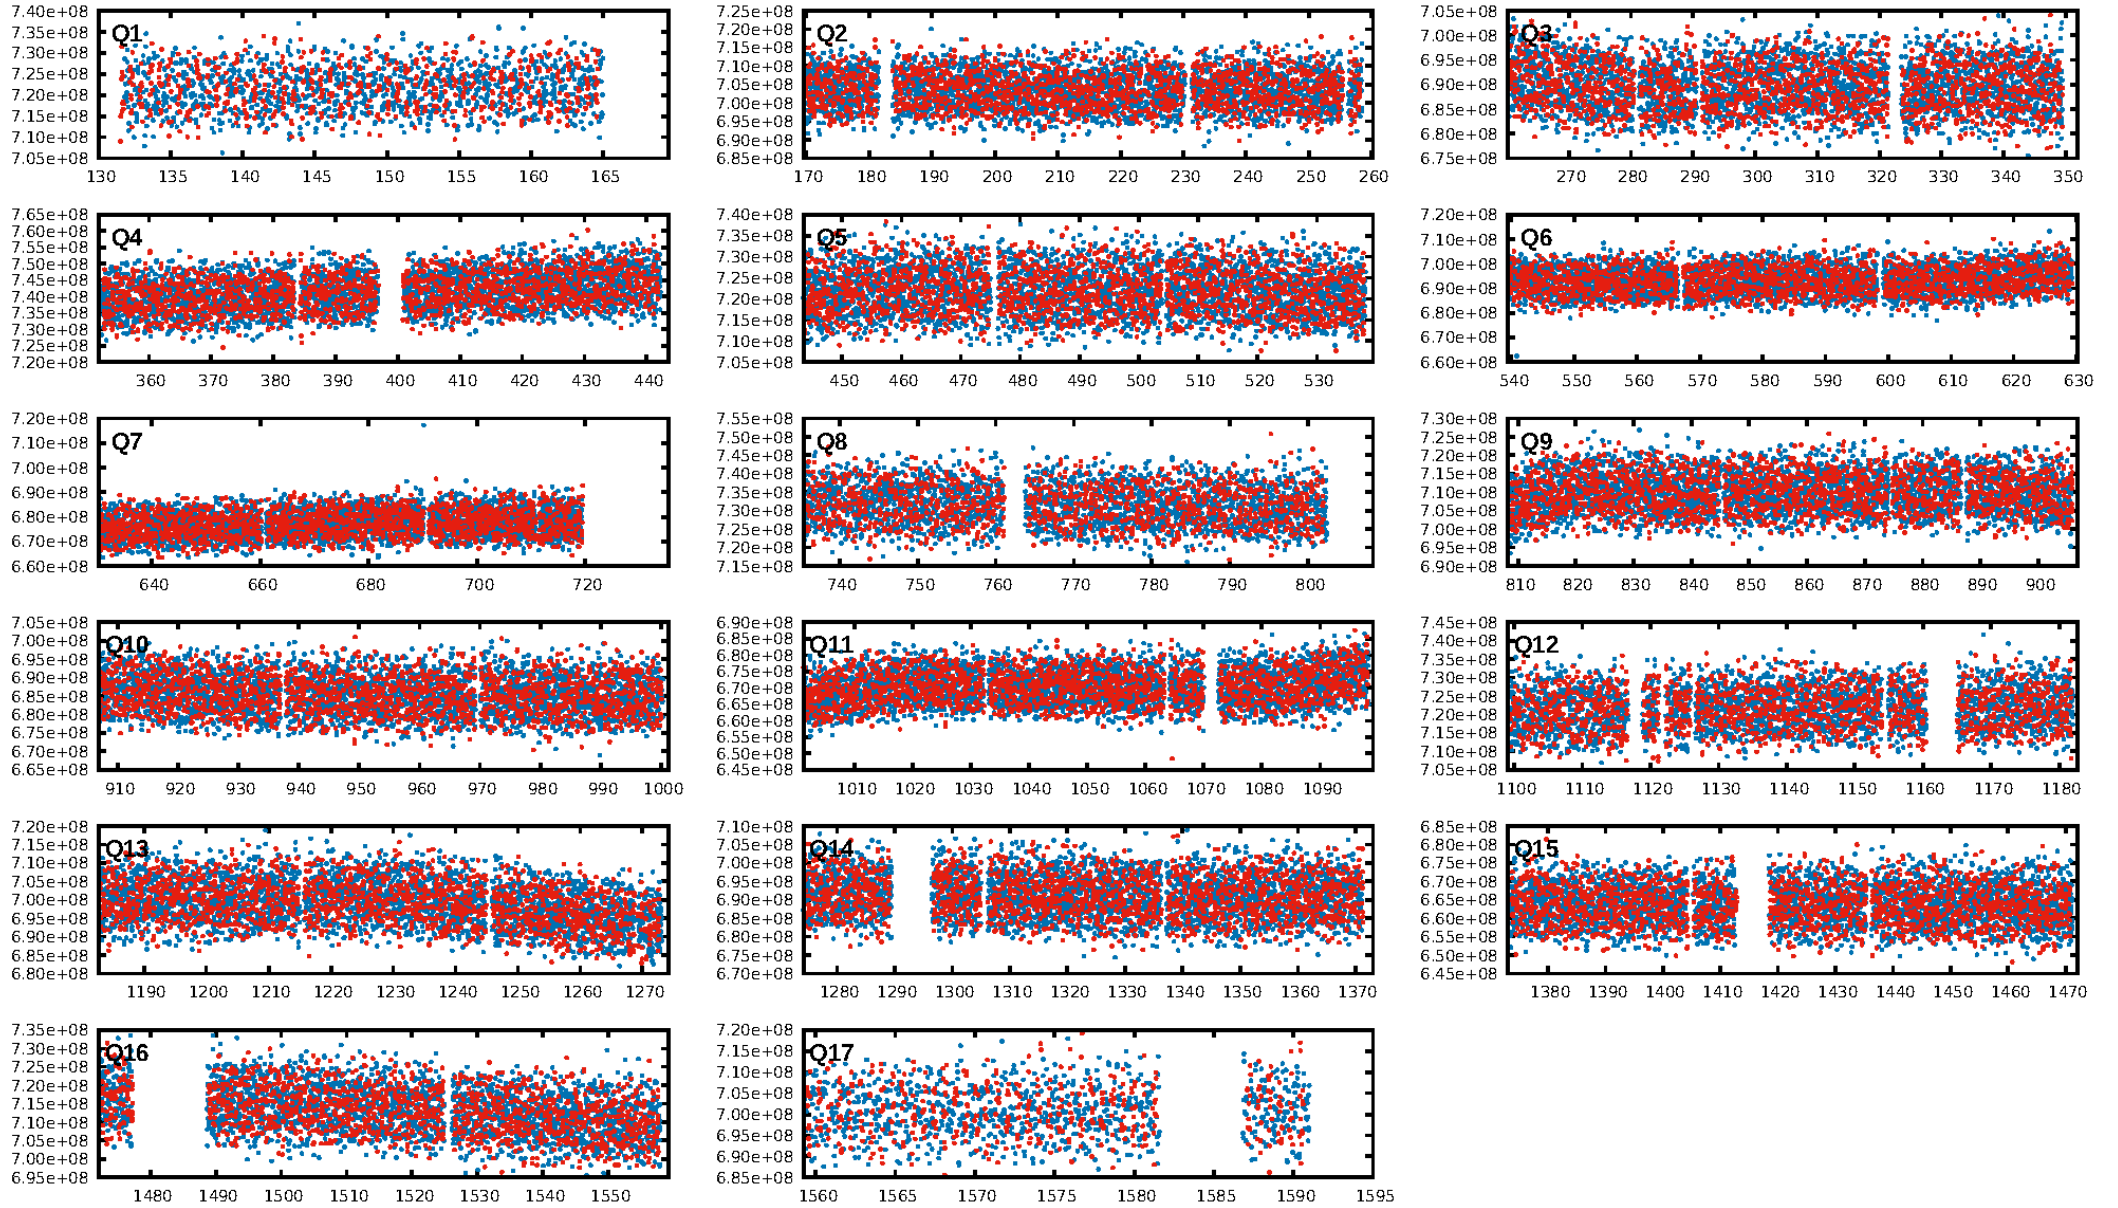 7.40e+08
7.35e+08
7.30e+08
7.25e+08
7.20e+08
7.15e+08
7.10e+08
7.05e+08
Q1
130 135 140 145 150 155 160 165
7.25e+08
7.20e+08
7.15e+08
7.10e+08
7.05e+08
7.00e+08
6.95e+08
6.90e+08
6.85e+08
Q2
170 180 190 200 210 220 230 240 250 260
7.05e+08
7.00e+08
6.95e+08
6.90e+08
6.85e+08
6.80e+08
6.75e+08
Q3
270 280 290 300 310 320 330 340 350
7.65e+08
7.60e+08
7.55e+08
7.50e+08
7.45e+08
7.40e+08
7.35e+08
7.30e+08
7.25e+08
7.20e+08
Q4
360 370 380 390 400 410 420 430 440
7.40e+08
7.35e+08
7.30e+08
7.25e+08
7.20e+08
7.15e+08
7.10e+08
7.05e+08
Q5
450 460 470 480 490 500 510 520 530
7.20e+08
7.10e+08
7.00e+08
6.90e+08
6.80e+08
6.70e+08
6.60e+08
Q6
540 550 560 570 580 590 600 610 620 630
7.20e+08
7.10e+08
7.00e+08
6.90e+08
6.80e+08
6.70e+08
6.60e+08
Q7
640 660 680 700 720
7.55e+08
7.50e+08
7.45e+08
7.40e+08
7.35e+08
7.30e+08
7.25e+08
7.20e+08
7.15e+08
Q8
740 750 760 770 780 790 800
7.30e+08
7.25e+08
7.20e+08
7.15e+08
7.10e+08
7.05e+08
7.00e+08
6.95e+08
6.90e+08
Q9
810 820 830 840 850 860 870 880 890 900
7.05e+08
7.00e+08
6.95e+08
6.90e+08
6.85e+08
6.80e+08
6.75e+08
6.70e+08
6.65e+08
Q10
910 920 930 940 950 960 970 980 990 1000
6.90e+08
6.85e+08
6.80e+08
6.75e+08
6.70e+08
6.65e+08
6.60e+08
6.55e+08
6.50e+08
6.45e+08
Q11
1010 1020 1030 1040 1050 1060 1070 1080 1090
7.45e+08
7.40e+08
7.35e+08
7.30e+08
7.25e+08
7.20e+08
7.15e+08
7.10e+08
7.05e+08
Q12
1100 1110 1120 1130 1140 1150 1160 1170 1180
7.20e+08
7.15e+08
7.10e+08
7.05e+08
7.00e+08
6.95e+08
6.90e+08
6.85e+08
6.80e+08
Q13
1190 1200 1210 1220 1230 1240 1250 1260 1270
7.10e+08
7.05e+08
7.00e+08
6.95e+08
6.90e+08
6.85e+08
6.80e+08
6.75e+08
6.70e+08
Q14
1280 1290 1300 1310 1320 1330 1340 1350 1360 1370
6.85e+08
6.80e+08
6.75e+08
6.70e+08
6.65e+08
6.60e+08
6.55e+08
6.50e+08
6.45e+08
Q15
1380 1390 1400 1410 1420 1430 1440 1450 1460 1470
7.35e+08
7.30e+08
7.25e+08
7.20e+08
7.15e+08
7.10e+08
7.05e+08
7.00e+08
6.95e+08
Q16
1480 1490 1500 1510 1520 1530 1540 1550
7.20e+08
7.15e+08
7.10e+08
7.05e+08
7.00e+08
6.95e+08
6.90e+08
6.85e+08
Q17
1560 1565 1570 1575 1580 1585 1590 1595